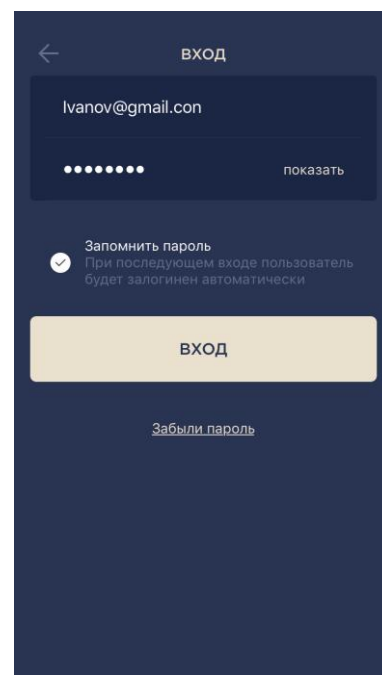 ВХОД
Ivanov@gmail.con
●●●●●●●● показать
Запомнить пароль
При последующем входе пользователь
будет залогинен автоматически
ВХОД
Забыли пароль